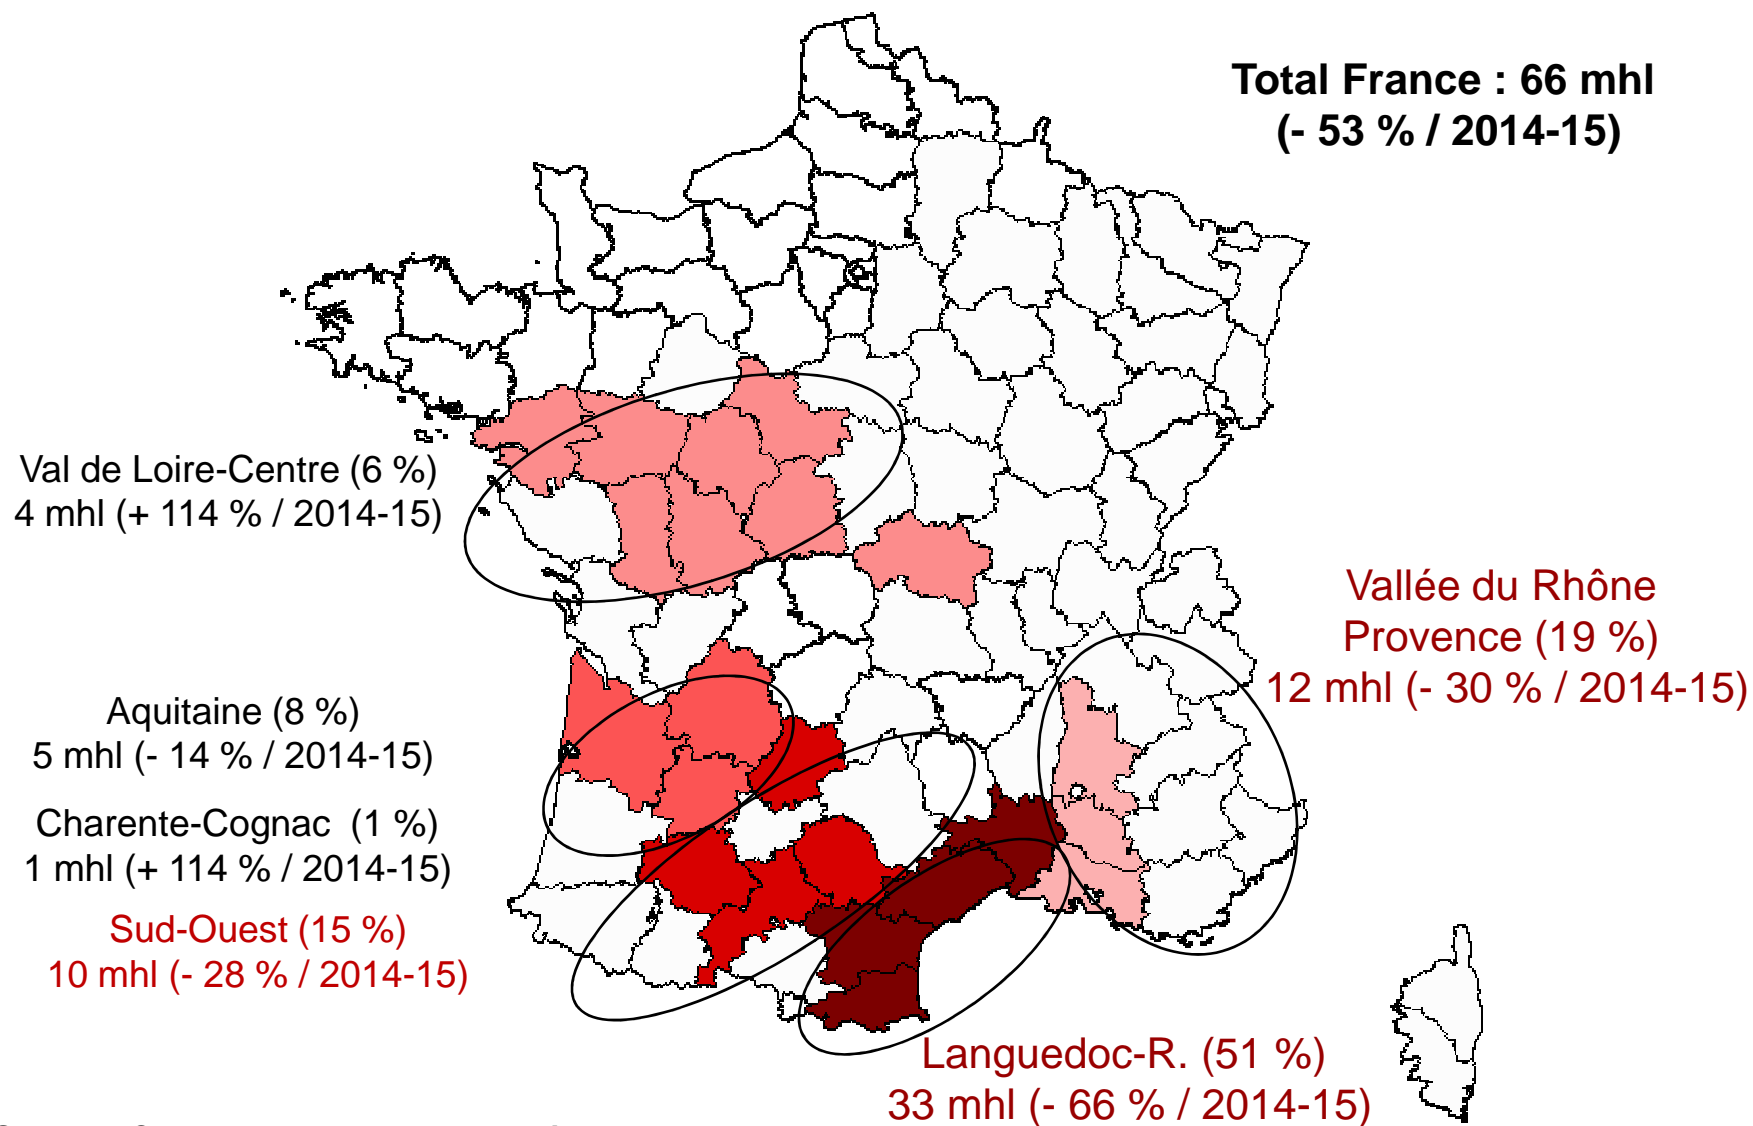 Total France : 66 mhl
(- 53 % / 2014-15)
Val de Loire-Centre (6 %)
4 mhl (+ 114 % / 2014-15)
Vallée du Rhône
Provence (19 %)
12 mhl (- 30 % / 2014-15)
Aquitaine (8 %)
5 mhl (- 14 % / 2014-15)
Charente-Cognac (1 %)
1 mhl (+ 114 % / 2014-15)
Sud-Ouest (15 %)
10 mhl (- 28 % / 2014-15)
Languedoc-R. (51 %)
33 mhl (- 66 % / 2014-15)